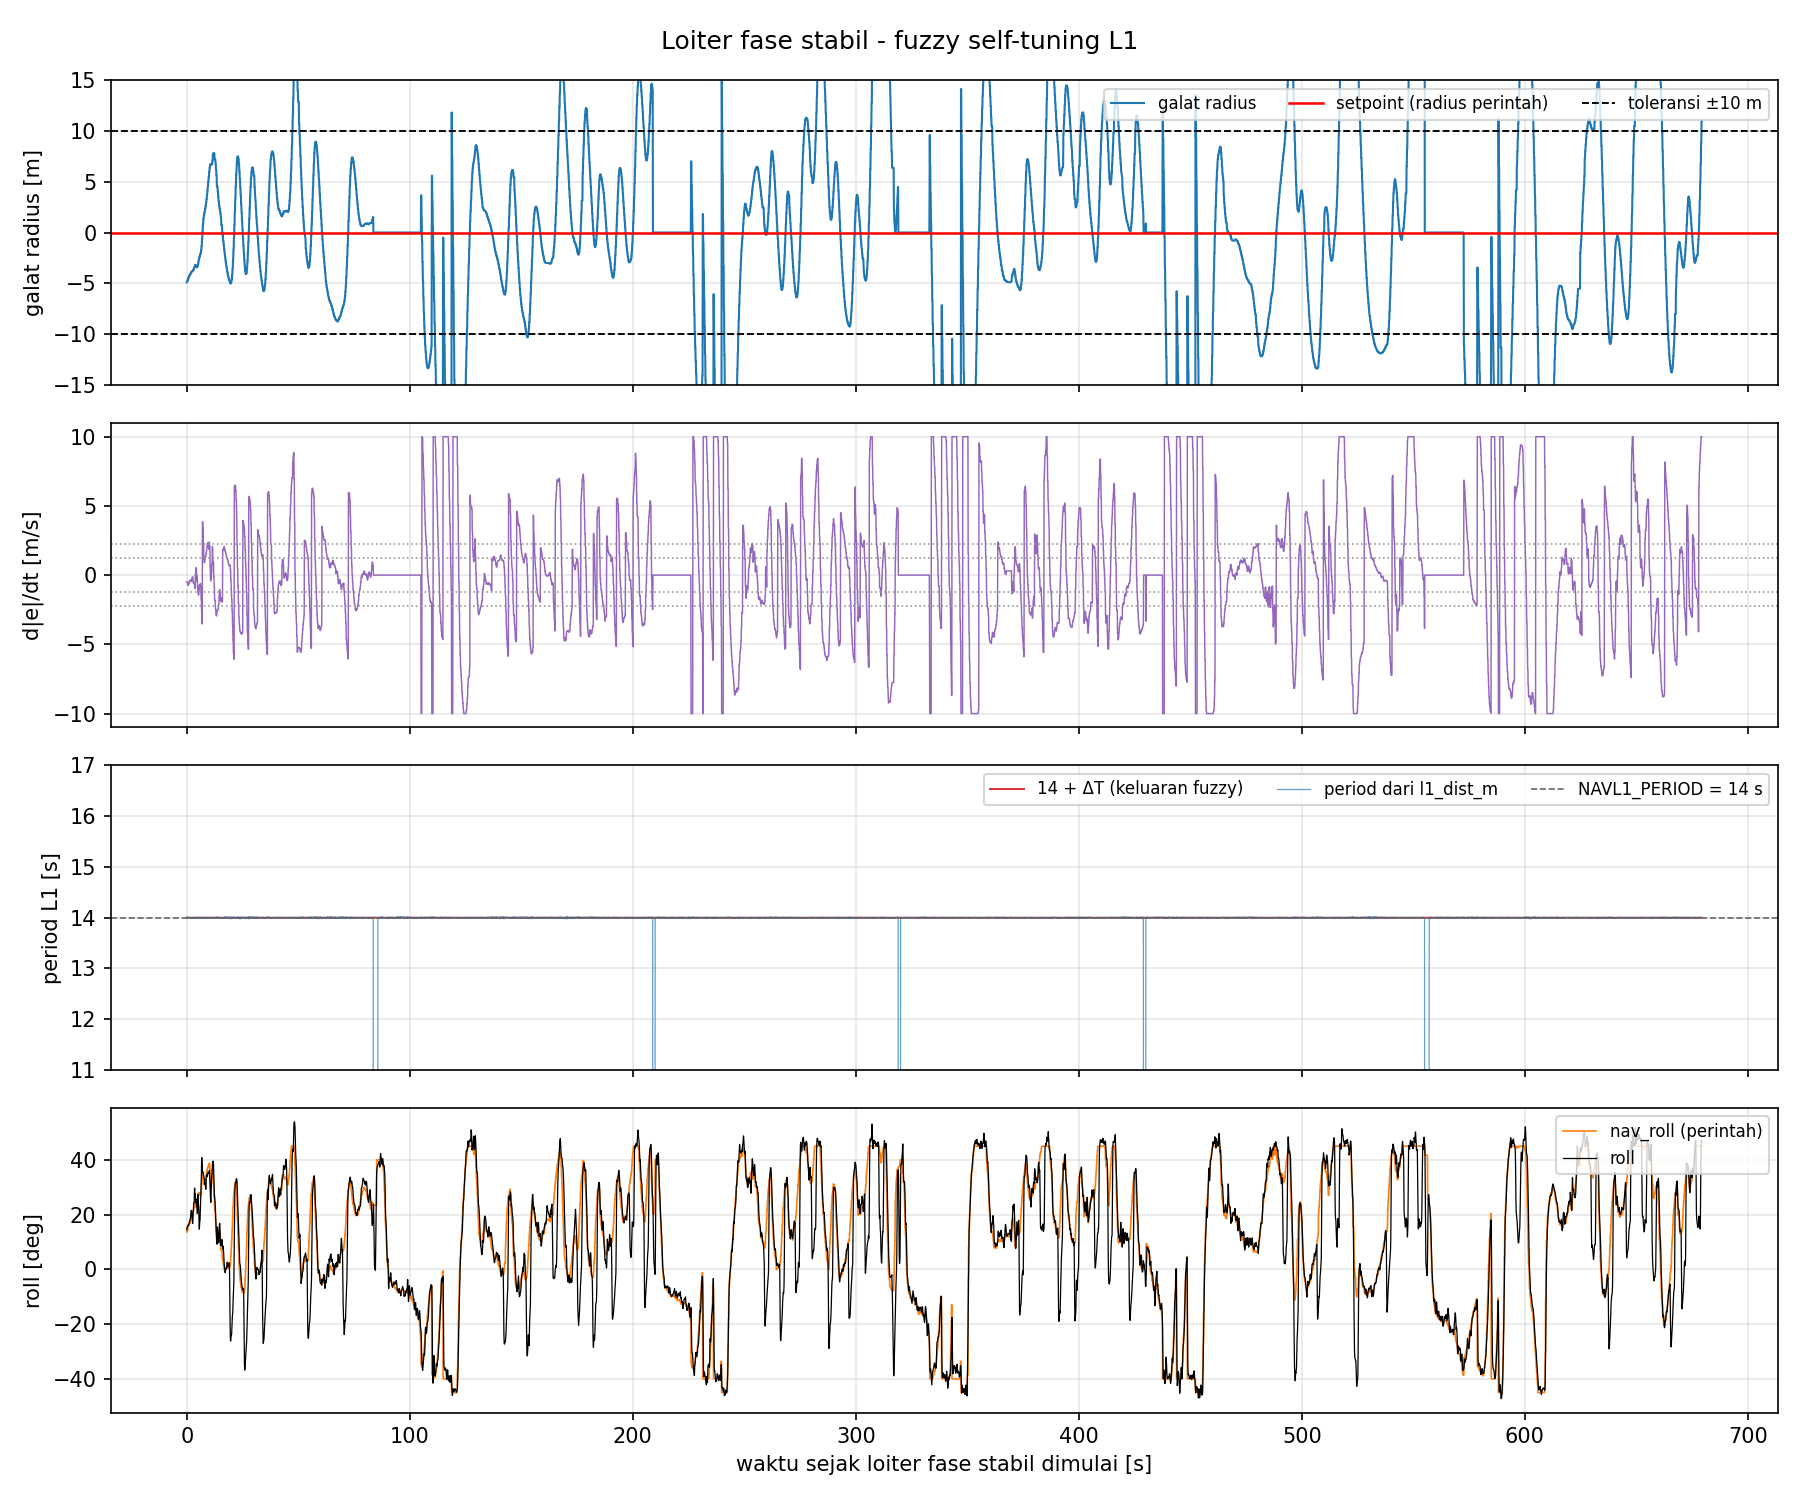 Loiter fase stabil - fuzzy self-tuning L1
15
10
5
0
−5
−10
−15
galat radius [m]
galat radius
setpoint (radius perintah)
toleransi ±10 m
10
5
0
−5
−10
d|e|/dt [m/s]
17
16
15
14
13
12
11
period L1 [s]
14 + ΔT (keluaran fuzzy)
period dari l1_dist_m
NAVL1_PERIOD = 14 s
40
20
0
−20
−40
roll [deg]
nav_roll (perintah)
roll
0
100
200
300
400
500
600
700
waktu sejak loiter fase stabil dimulai [s]